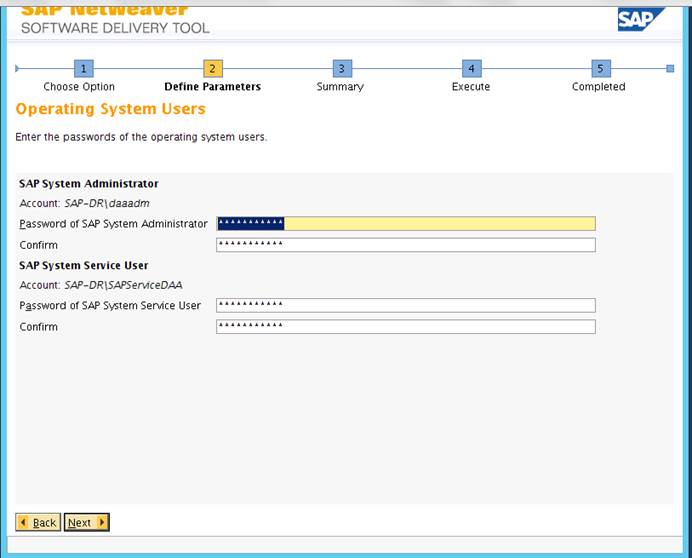 SAP NetWeaver
SOFTWARE DELIVERY TOOL
SAP
1 2 3 4 5
Choose Option Define Parameters Summary Execute Completed
Operating System Users
Enter the passwords of the operating system users.
SAP System Administrator
Account: SAP-DR\daaadm
Password of SAP System Administrator ***********
Confirm ***********
SAP System Service User
Account: SAP-DR\SAPServiceDAA
Password of SAP System Service User ***********
Confirm ***********
Back Next